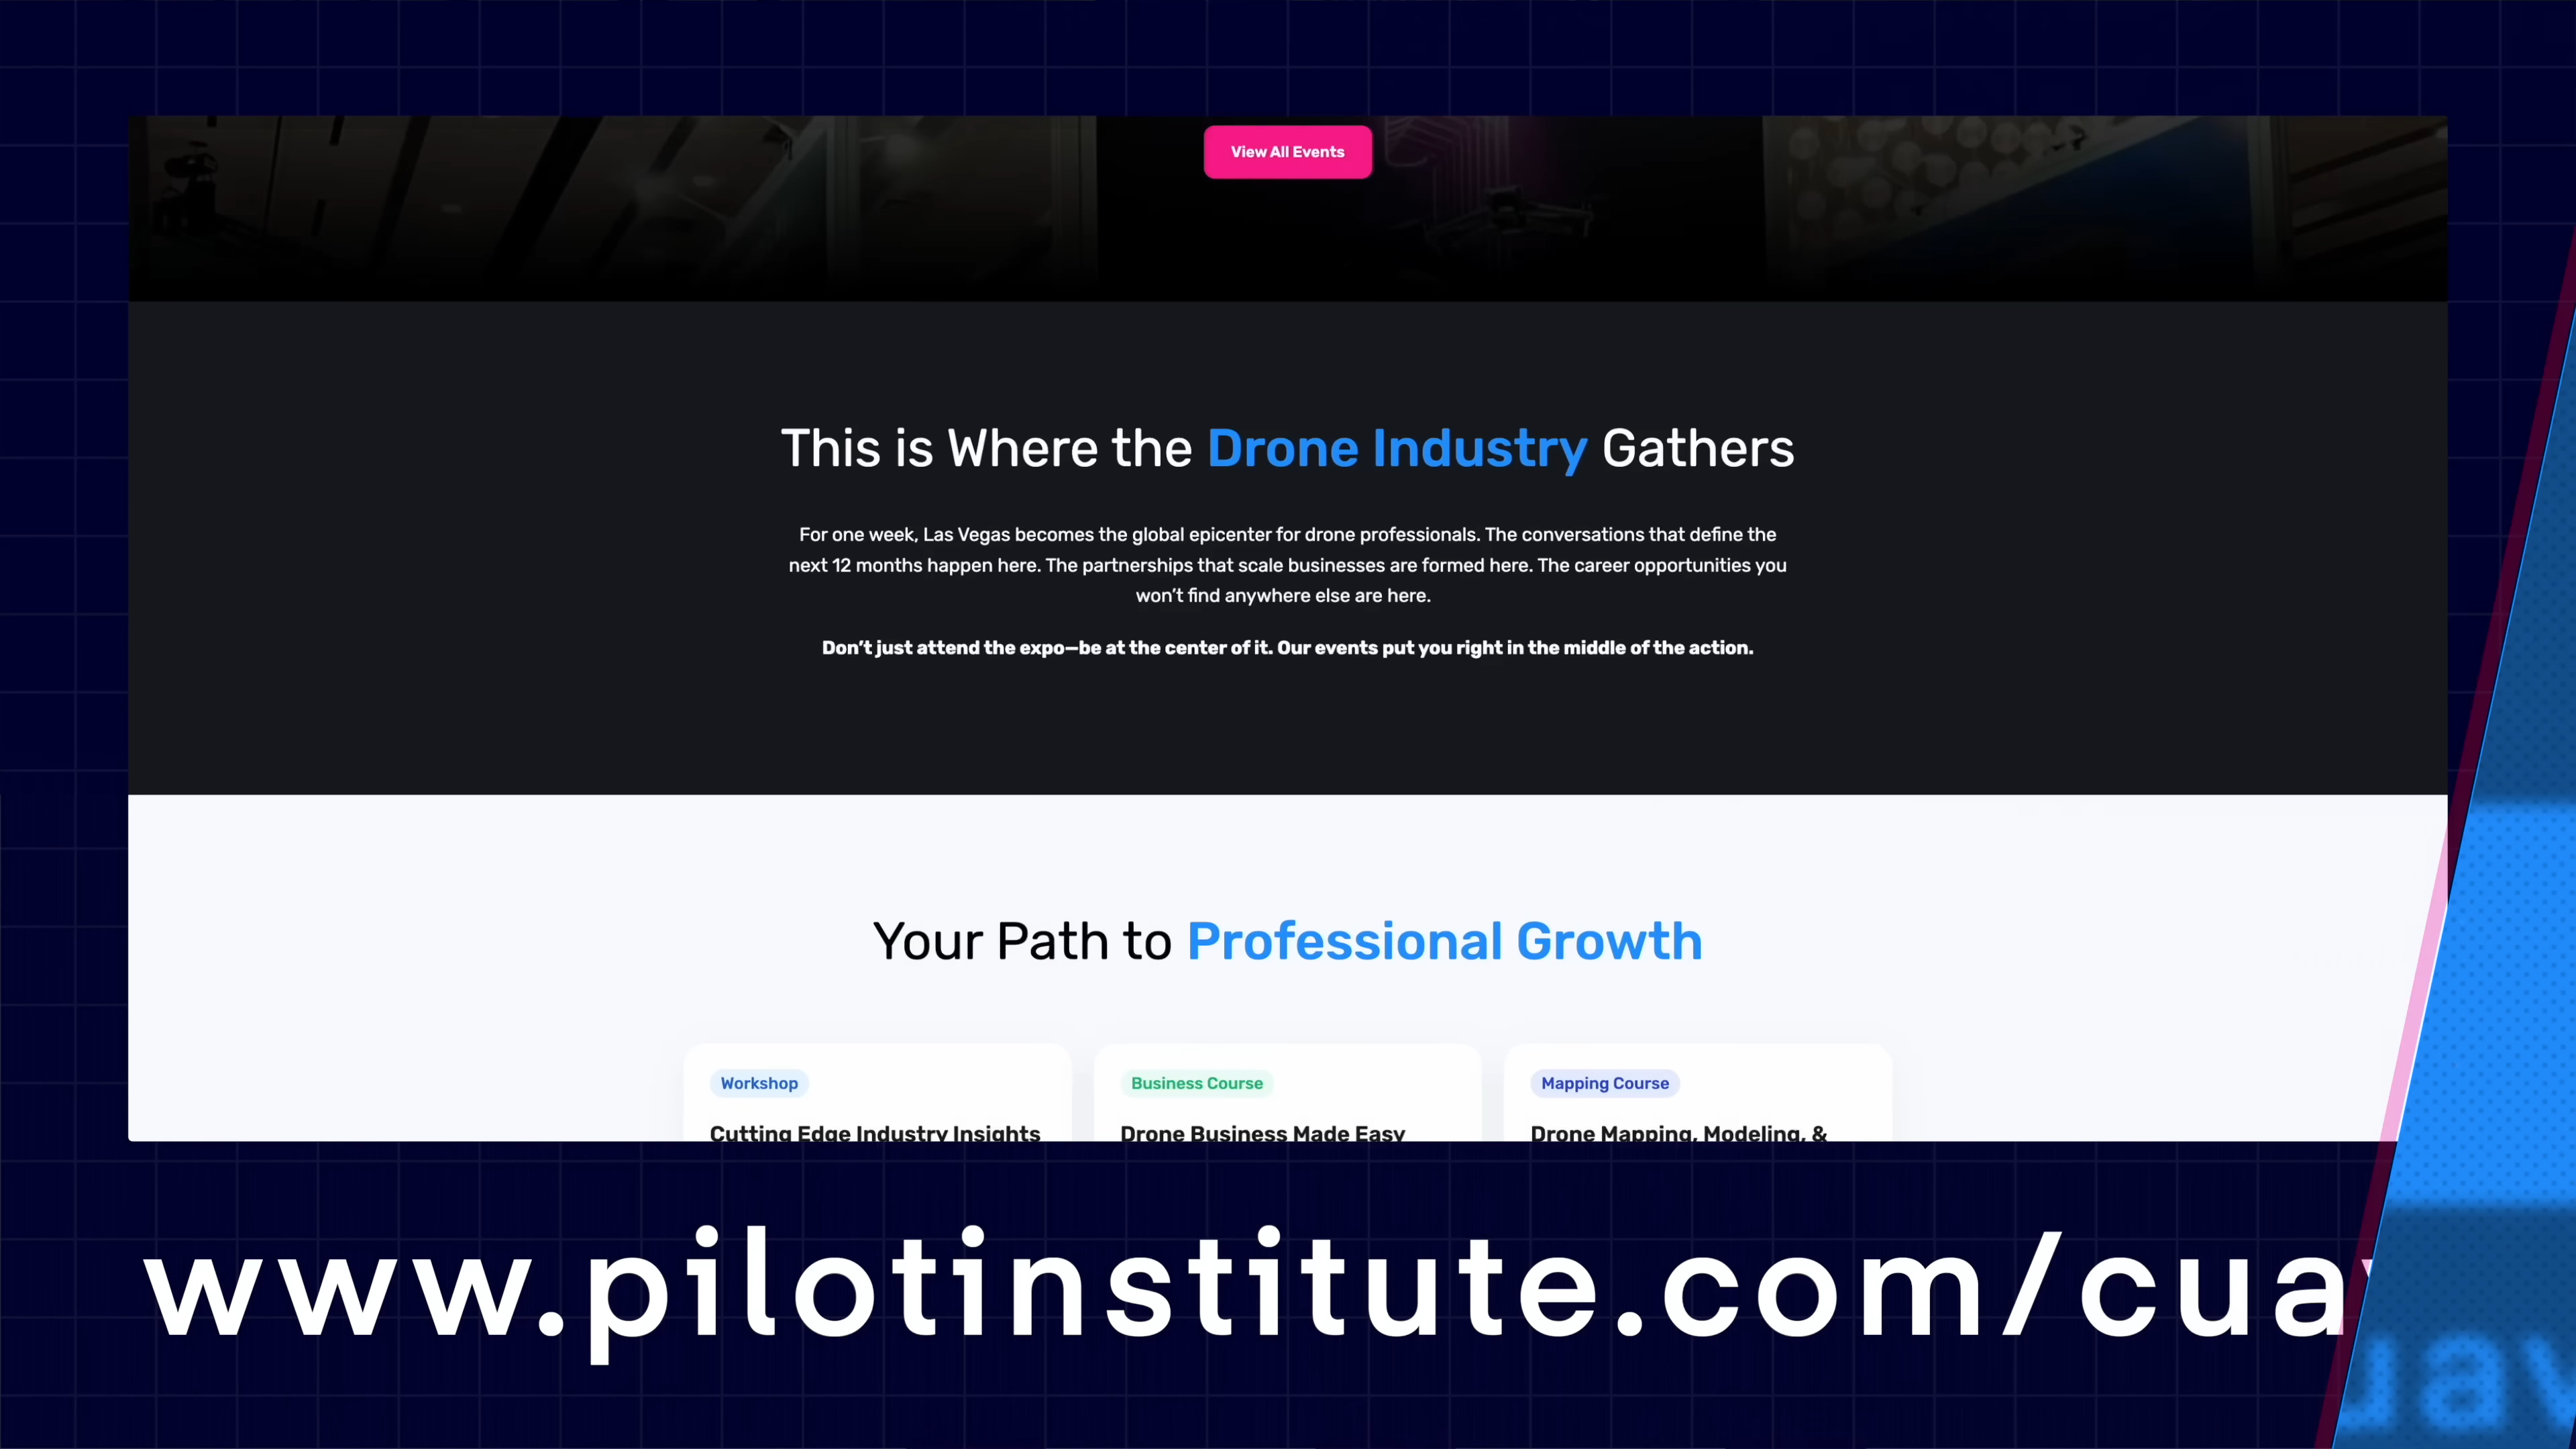 View All Events
This is Where the Drone Industry Gathers
For one week, Las Vegas becomes the global epicenter for drone professionals. The conversations that define the
next 12 months happen here. The partnerships that scale businesses are formed here. The career opportunities you
won't find anywhere else are here.
Don't just attend the expo—be at the center of it. Our events put you right in the middle of the action.
Your Path to Professional Growth
Workshop
Business Course
Mapping Course
Cutting Edge Industry Insights
Drone Business Made Easy
Drone Mapping, Modeling, &
www.pilotinstitute.com/cua